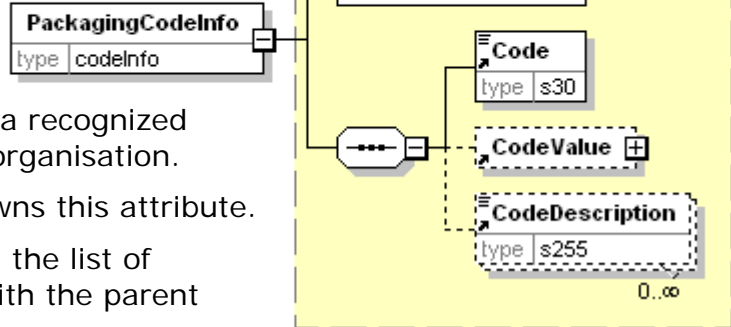 PackagingCodeInfo
type codeInfo
a recognized
organisation.
wns this attribute.
the list of
ith the parent
Code
type s30
CodeValue
CodeDescription
type s255
0..∞